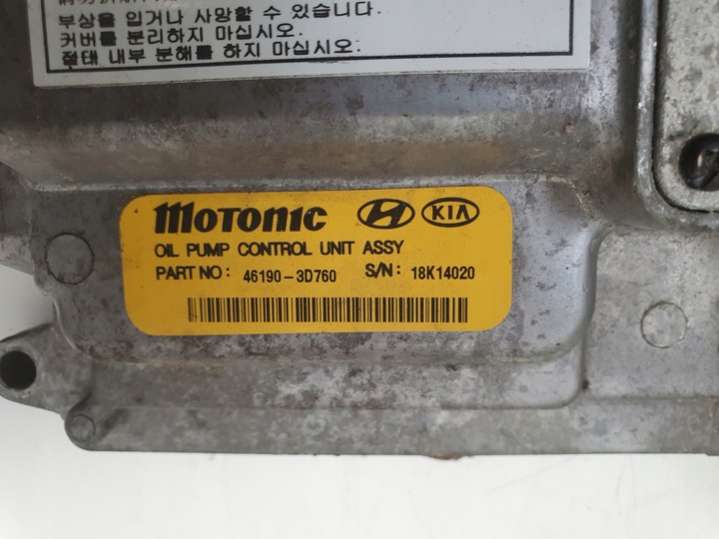 부상을 입거나 사망할 수 있습니다.
커버를 분리하지 마십시오.
절대 내부 분해를 하지 마십시오.
MOTONIC KIA
OIL PUMP CONTROL UNIT ASSY
PART NO: 46190-3D760 S/N: 18K14020